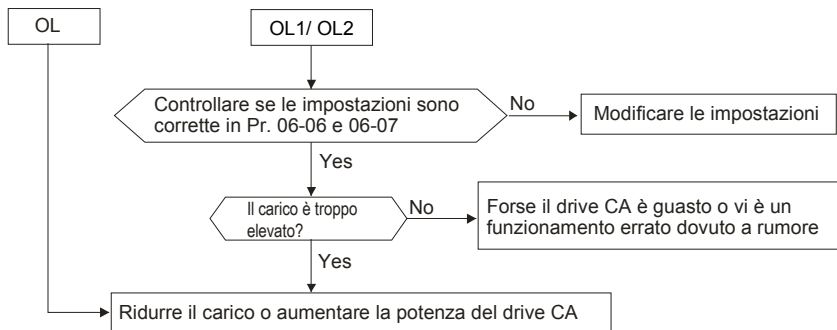 OL
OL1/ OL2
Controllare se le impostazioni sono
corrette in Pr. 06-06 e 06-07
No
Modificare le impostazioni
Yes
Il carico è troppo
elevato?
No
Forse il drive CA è guasto o vi è un
funzionamento errato dovuto a rumore
Yes
Ridurre il carico o aumentare la potenza del drive CA